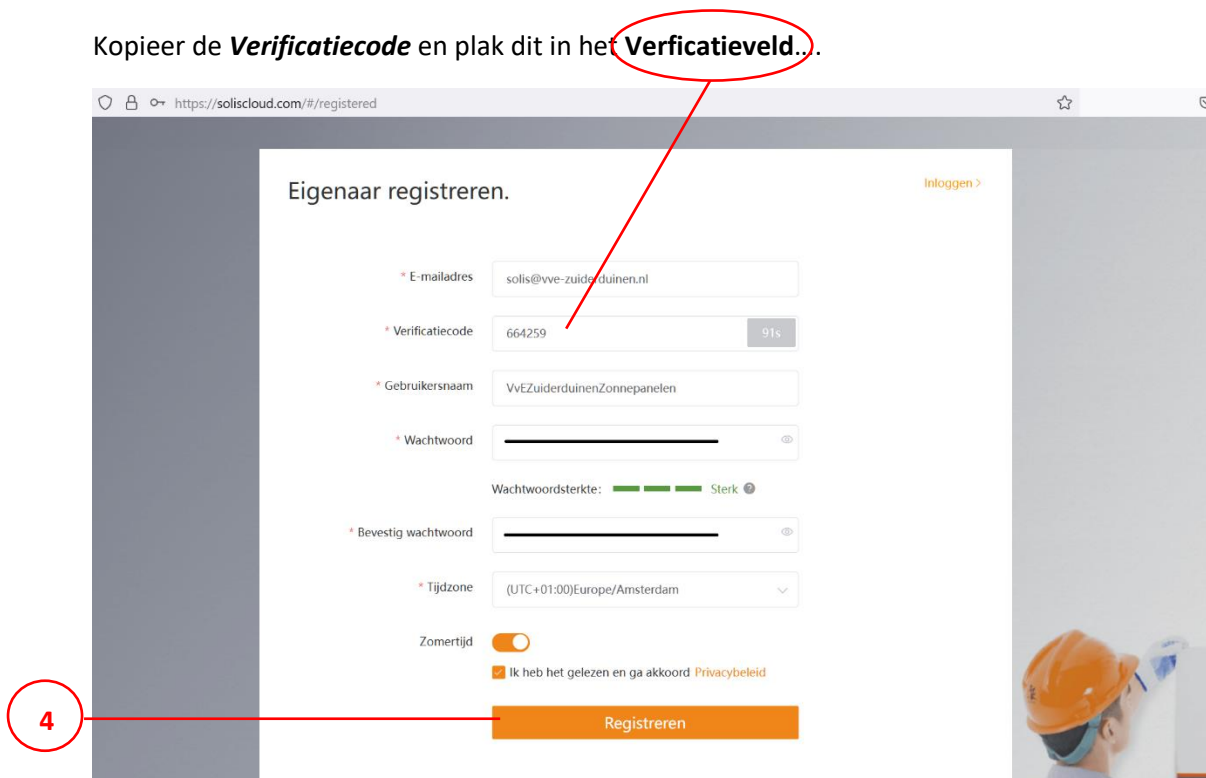 Kopieer de Verificatiecode en plak dit in het Verficatieveld….
https://soliscloud.com/#/registered
Eigenaar registreren.
Inloggen >
* E-mailadres solis@vve-zuiderduinen.nl
* Verificatiecode 664259 91s
* Gebruikersnaam VvEZuiderduinenZonnepanelen
* Wachtwoord
Wachtwoordsterkte: Sterk ?
* Bevestig wachtwoord
* Tijdzone (UTC+01:00)Europe/Amsterdam
Zomertijd
Ik heb het gelezen en ga akkoord Privacybeleid
4
Registreren